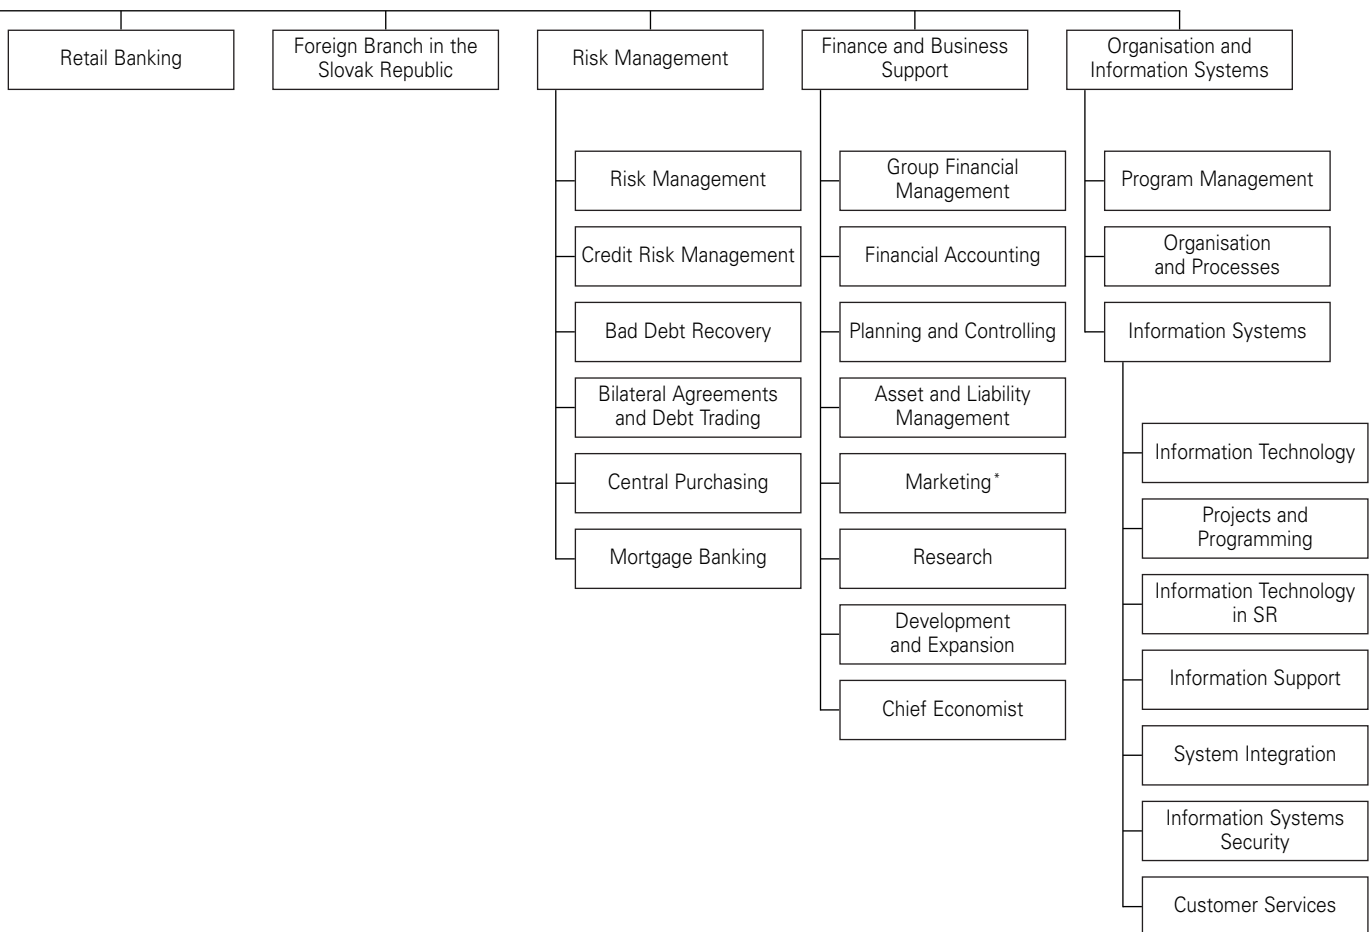 Retail Banking
Foreign Branch in the
Slovak Republic
Risk Management
Finance and Business
Support
Organisation and
Information Systems
Risk Management
Credit Risk Management
Bad Debt Recovery
Bilateral Agreements
and Debt Trading
Central Purchasing
Mortgage Banking
Group Financial
Management
Financial Accounting
Planning and Controlling
Asset and Liability
Management
Marketing*
Research
Development
and Expansion
Chief Economist
Program Management
Organisation
and Processes
Information Systems
Information Technology
Projects and
Programming
Information Technology
in SR
Information Support
System Integration
Information Systems
Security
Customer Services